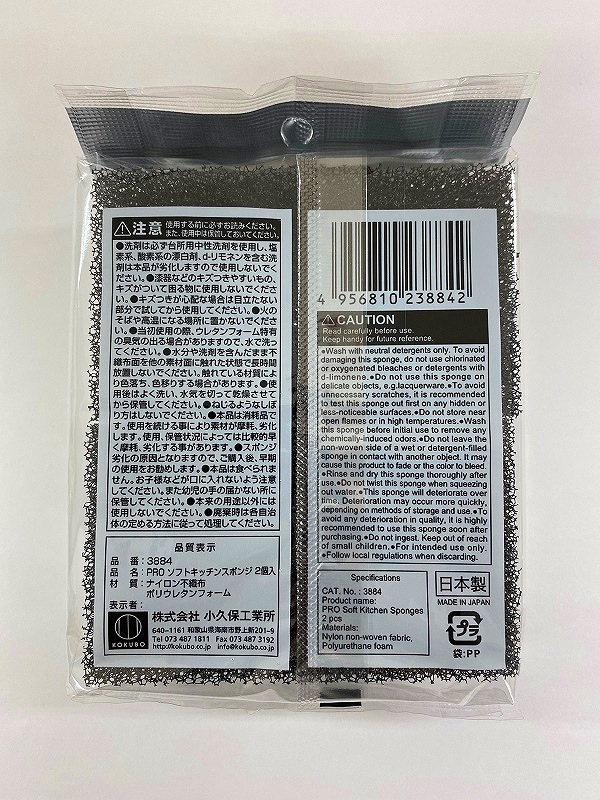 注意 使用する前に必ずお読みください。
また、使用中は保管しておいてください。
●洗剤は必ず台所用中性洗剤を使用し、塩
素系、酸素系の漂白剤、d-リモネンを含む洗
剤は本品が劣化しますので使用しないでくだ
さい。●漆器などのキズつきやすいもの、
キズがついて困る物に使用しないでくださ
い。●キズつきが心配な場合は目立たない
部分で試してから使用してください。●火の
そばや高温になる場所に置かないでくださ
い。●当初使用の際、ウレタンフォーム特有
の臭気の出る場合がありますので、水で洗っ
てください。●水分や洗剤を含んだまま不
織布面を他の素材面に触れた状態で長時間
放置しないでください。触れている材質によ
り色落ち、色移りする場合があります。●使
用後はよく洗い、水気を切って乾燥させて
から保管してください。●ねじるようなしぼ
り方はしないでください。●本品は消耗品で
す。使用を続ける事により素材が摩耗、劣化
します。使用、保管状況によっては比較的早
く摩耗、劣化する事があります。●スポンジ
劣化の原因となりますので、ご購入後、早期
の使用をお勧めします。●本品は食べられま
せん。お子様などが口に入れないよう注意
してください。また幼児の手の届かない所に
保管してください。●本来の用途以外には
使用しないでください。●廃棄時は各自治
体の定める方法に従って処理してください。
品質表示
品 番：3884
品 名：PRO ソフトキッチンスポンジ 2個入
材 質：ナイロン不織布
ポリウレタンフォーム
表示者：
KOKUBO
株式会社 小久保工業所
640-1161 和歌山県海南市野上新201-9
Tel 073 487 1811 Fax 073 487 3192
http://kokubo.co.jp info@kokubo.co.jp
4 956810 238842
CAUTION
Read carefully before use.
Keep handy for future reference.
●Wash with neutral detergents only. To avoid
damaging this sponge, do not use chlorinated
or oxygenated bleaches or detergents with
d-limonene.●Do not use this sponge on
delicate objects, e.g.lacquerware.●To avoid
unnecessary scratches, it is recommended
to test this sponge out first on any hidden or
less-noticeable surfaces.●Do not store near
open flames or in high temperatures.●Wash
this sponge before initial use to remove any
chemically-induced odors.●Do not leave the
non-woven side of a wet or detergent-filled
sponge in contact with another object. It may
cause this product to fade or the color to bleed.
●Rinse and dry this sponge thoroughly after
use.●Do not twist this sponge when squeezing
out water.●This sponge will deteriorate over
time. Deterioration may occur more quickly,
depending on methods of storage and use.●To
avoid any deterioration in quality, it is highly
recommended to use this sponge soon after
purchasing.●Do not ingest. Keep out of reach
of small children.●For intended use only.
●Follow local regulations when discarding.
Specifications
CAT. No. : 3884
Product name:
PRO Soft Kitchen Sponges
2 pcs
Materials:
Nylon non-woven fabric,
Polyurethane foam
日本製
MADE IN JAPAN
プラ
袋：PP